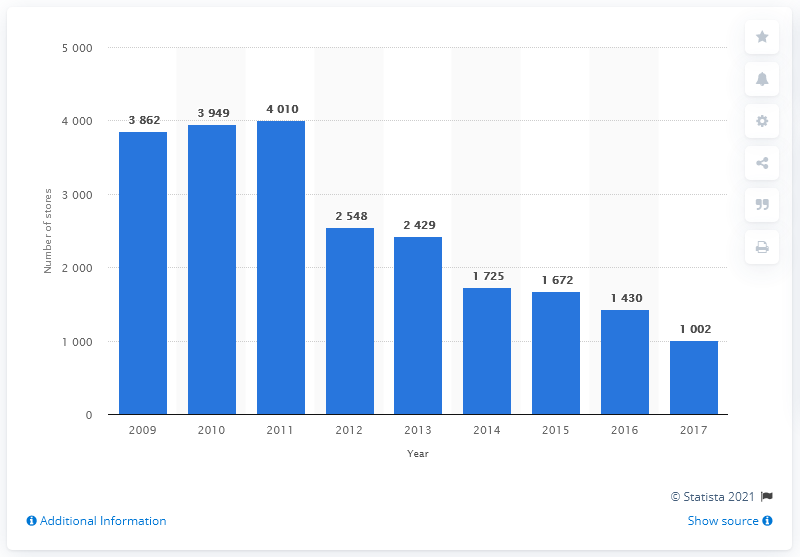 5 000
4 000
3 000
2 000
1 000
0
Number of stores
3 862
3 949
4 010
2 548
2 429
1 725
1 672
1 430
1 002
2009 2010 2011 2012 2013 2014 2015 2016 2017
Year
© Statista 2021
Additional Information
Show source